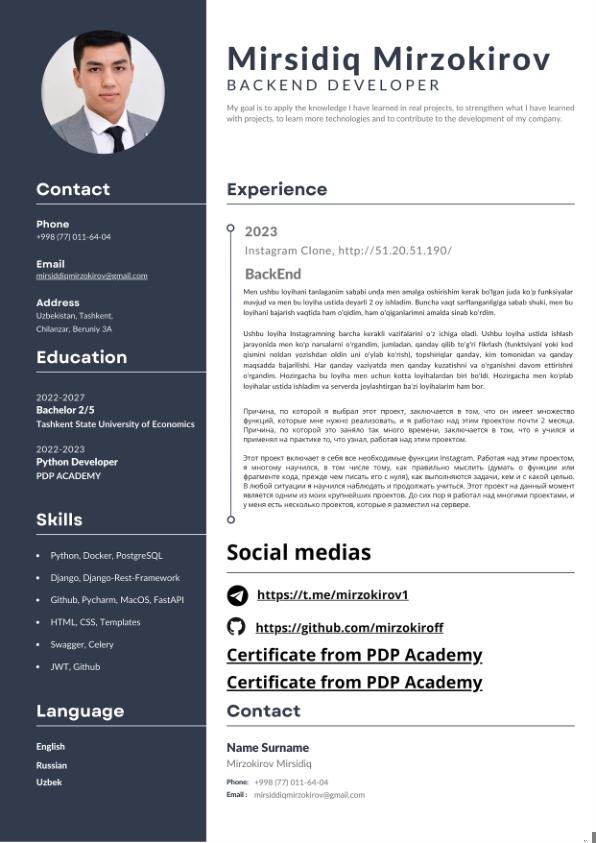 Mirsidiq Mirzokirov
BACKEND DEVELOPER
My goal is to apply the knowledge I have learned in real projects, to strengthen what I have learned
with projects, to learn more technologies and to contribute to the development of my company.
Contact
Phone
+998 (77) 011-64-04
Email
mirsiddiqmirzokirov@gmail.com
Address
Uzbekistan, Tashkent,
Chilanzar, Beruniy 3A
Education
2022-2027
Bachelor 2/5
Tashkent State University of Economics
2022-2023
Python Developer
PDP ACADEMY
Skills
• Python, Docker, PostgreSQL
• Django, Django-Rest-Framework
• Github, Pycharm, MacOS, FastAPI
• HTML, CSS, Templates
• Swagger, Celery
• JWT, Github
Language
English
Russian
Uzbek
Experience
2023
Instagram Clone, http://51.20.51.190/
BackEnd
Men ushbu loyihani tanlaganim sababi unda men amalga oshirishim kerak bo'lgan juda ko'p funksiyalar
mavjud va men bu loyiha ustida deyarli 2 oy ishladim. Buncha vaqt sarflanganligiga sabab shuki, men bu
loyihani bajarish vaqtida ham o'qidim, ham o'qiganlarimni amalda sinab ko'rdim.
Ushbu loyiha Instagramning barcha kerakli vazifalarini o'z ichiga oladi. Ushbu loyiha ustida ishlash
jarayonida men ko'p narsalarni o'rgandim, jumladan, qanday qilib to'g'ri fikrlash (funktsiyani yoki kod
qismini noldan yozishdan oldin uni o'ylab ko'rish), topshiriqlar qanday, kim tomonidan va qanday
maqsadda bajarilishi. Har qanday vaziyatda men qanday kuzatishni va o'rganishni davom ettirishni
o'rgandim. Hozirgacha bu loyiha men uchun kotta loyihalardan biri bo'ldi. Hozirgacha men ko'plab
loyihalar ustida ishladim va serverda joylashtirgan ba'zi loyihalarim ham bor.
Причина, по которой я выбрал этот проект, заключается в том, что он имеет множество
функций, которые мне нужно реализовать, и я работаю над этим проектом почти 2 месяца.
Причина, по которой это заняло так много времени, заключается в том, что я учился и
применял на практике то, что узнал, работая над этим проектом.
Этот проект включает в себя все необходимые функции Instagram. Работая над этим проектом,
я многому научился, в том числе тому, как правильно мыслить (думать о функции или
фрагменте кода, прежде чем писать его с нуля), как выполняются задачи, кем и с какой целью.
В любой ситуации я научился наблюдать и продолжать учиться. Этот проект на данный момент
является одним из моих крупнейших проектов. До сих пор я работал над многими проектами, и
у меня есть несколько проектов, которые я разместил на сервере.
Social medias
https://t.me/mirzokirov1
https://github.com/mirzokiroff
Certificate from PDP Academy
Certificate from PDP Academy
Contact
Name Surname
Mirzokirov Mirsidiq
Phone: +998 (77) 011-64-04
Email : mirsiddiqmirzokirov@gmail.com